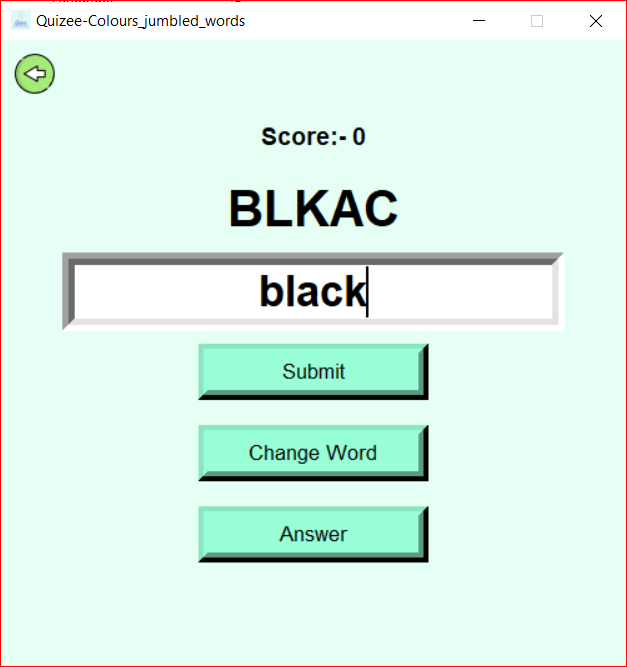 Quizee-Colours_jumbled_words
Score:- 0
BLKAC
black
Submit
Change Word
Answer